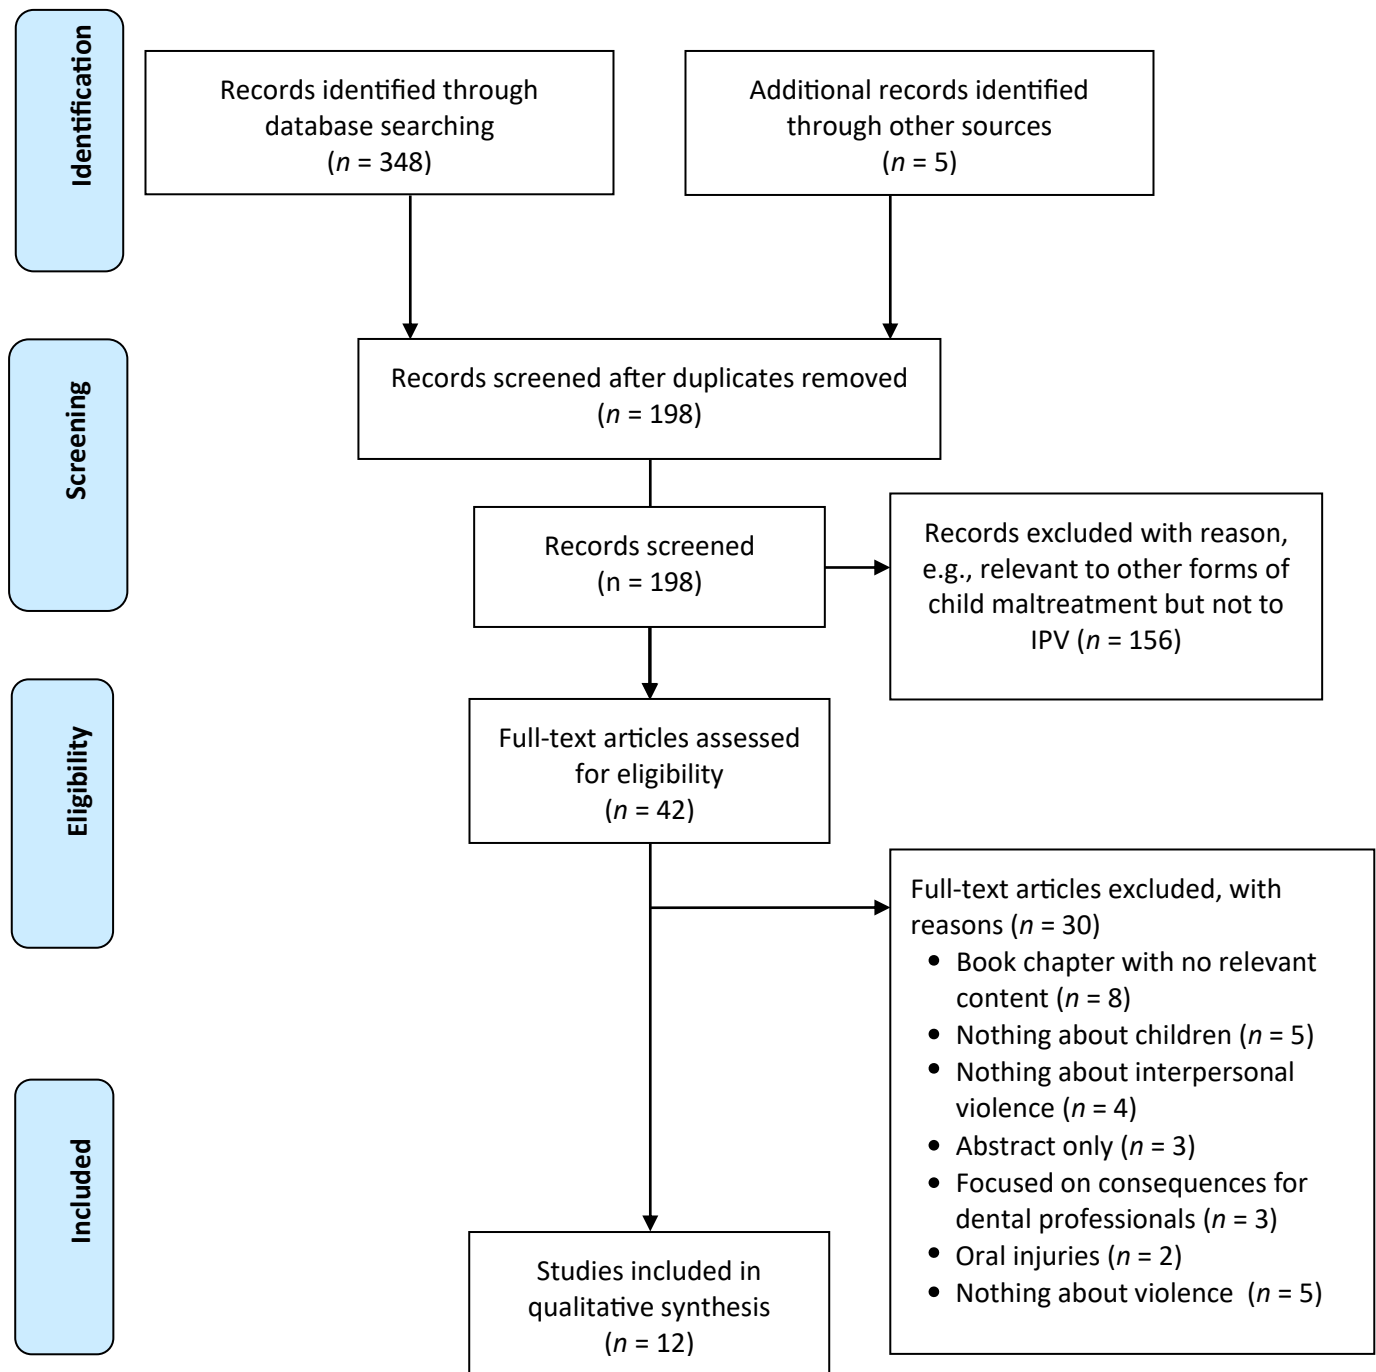 Identification
Records identified through
database searching
(n = 348)
Additional records identified
through other sources
(n = 5)
Screening
Records screened after duplicates removed
(n = 198)
Records screened
(n = 198)
Records excluded with reason,
e.g., relevant to other forms of
child maltreatment but not to
IPV (n = 156)
Eligibility
Full-text articles assessed
for eligibility
(n = 42)
Full-text articles excluded, with
reasons (n = 30)
• Book chapter with no relevant
content (n = 8)
• Nothing about children (n = 5)
• Nothing about interpersonal
violence (n = 4)
• Abstract only (n = 3)
• Focused on consequences for
dental professionals (n = 3)
• Oral injuries (n = 2)
• Nothing about violence (n = 5)
Included
Studies included in
qualitative synthesis
(n = 12)